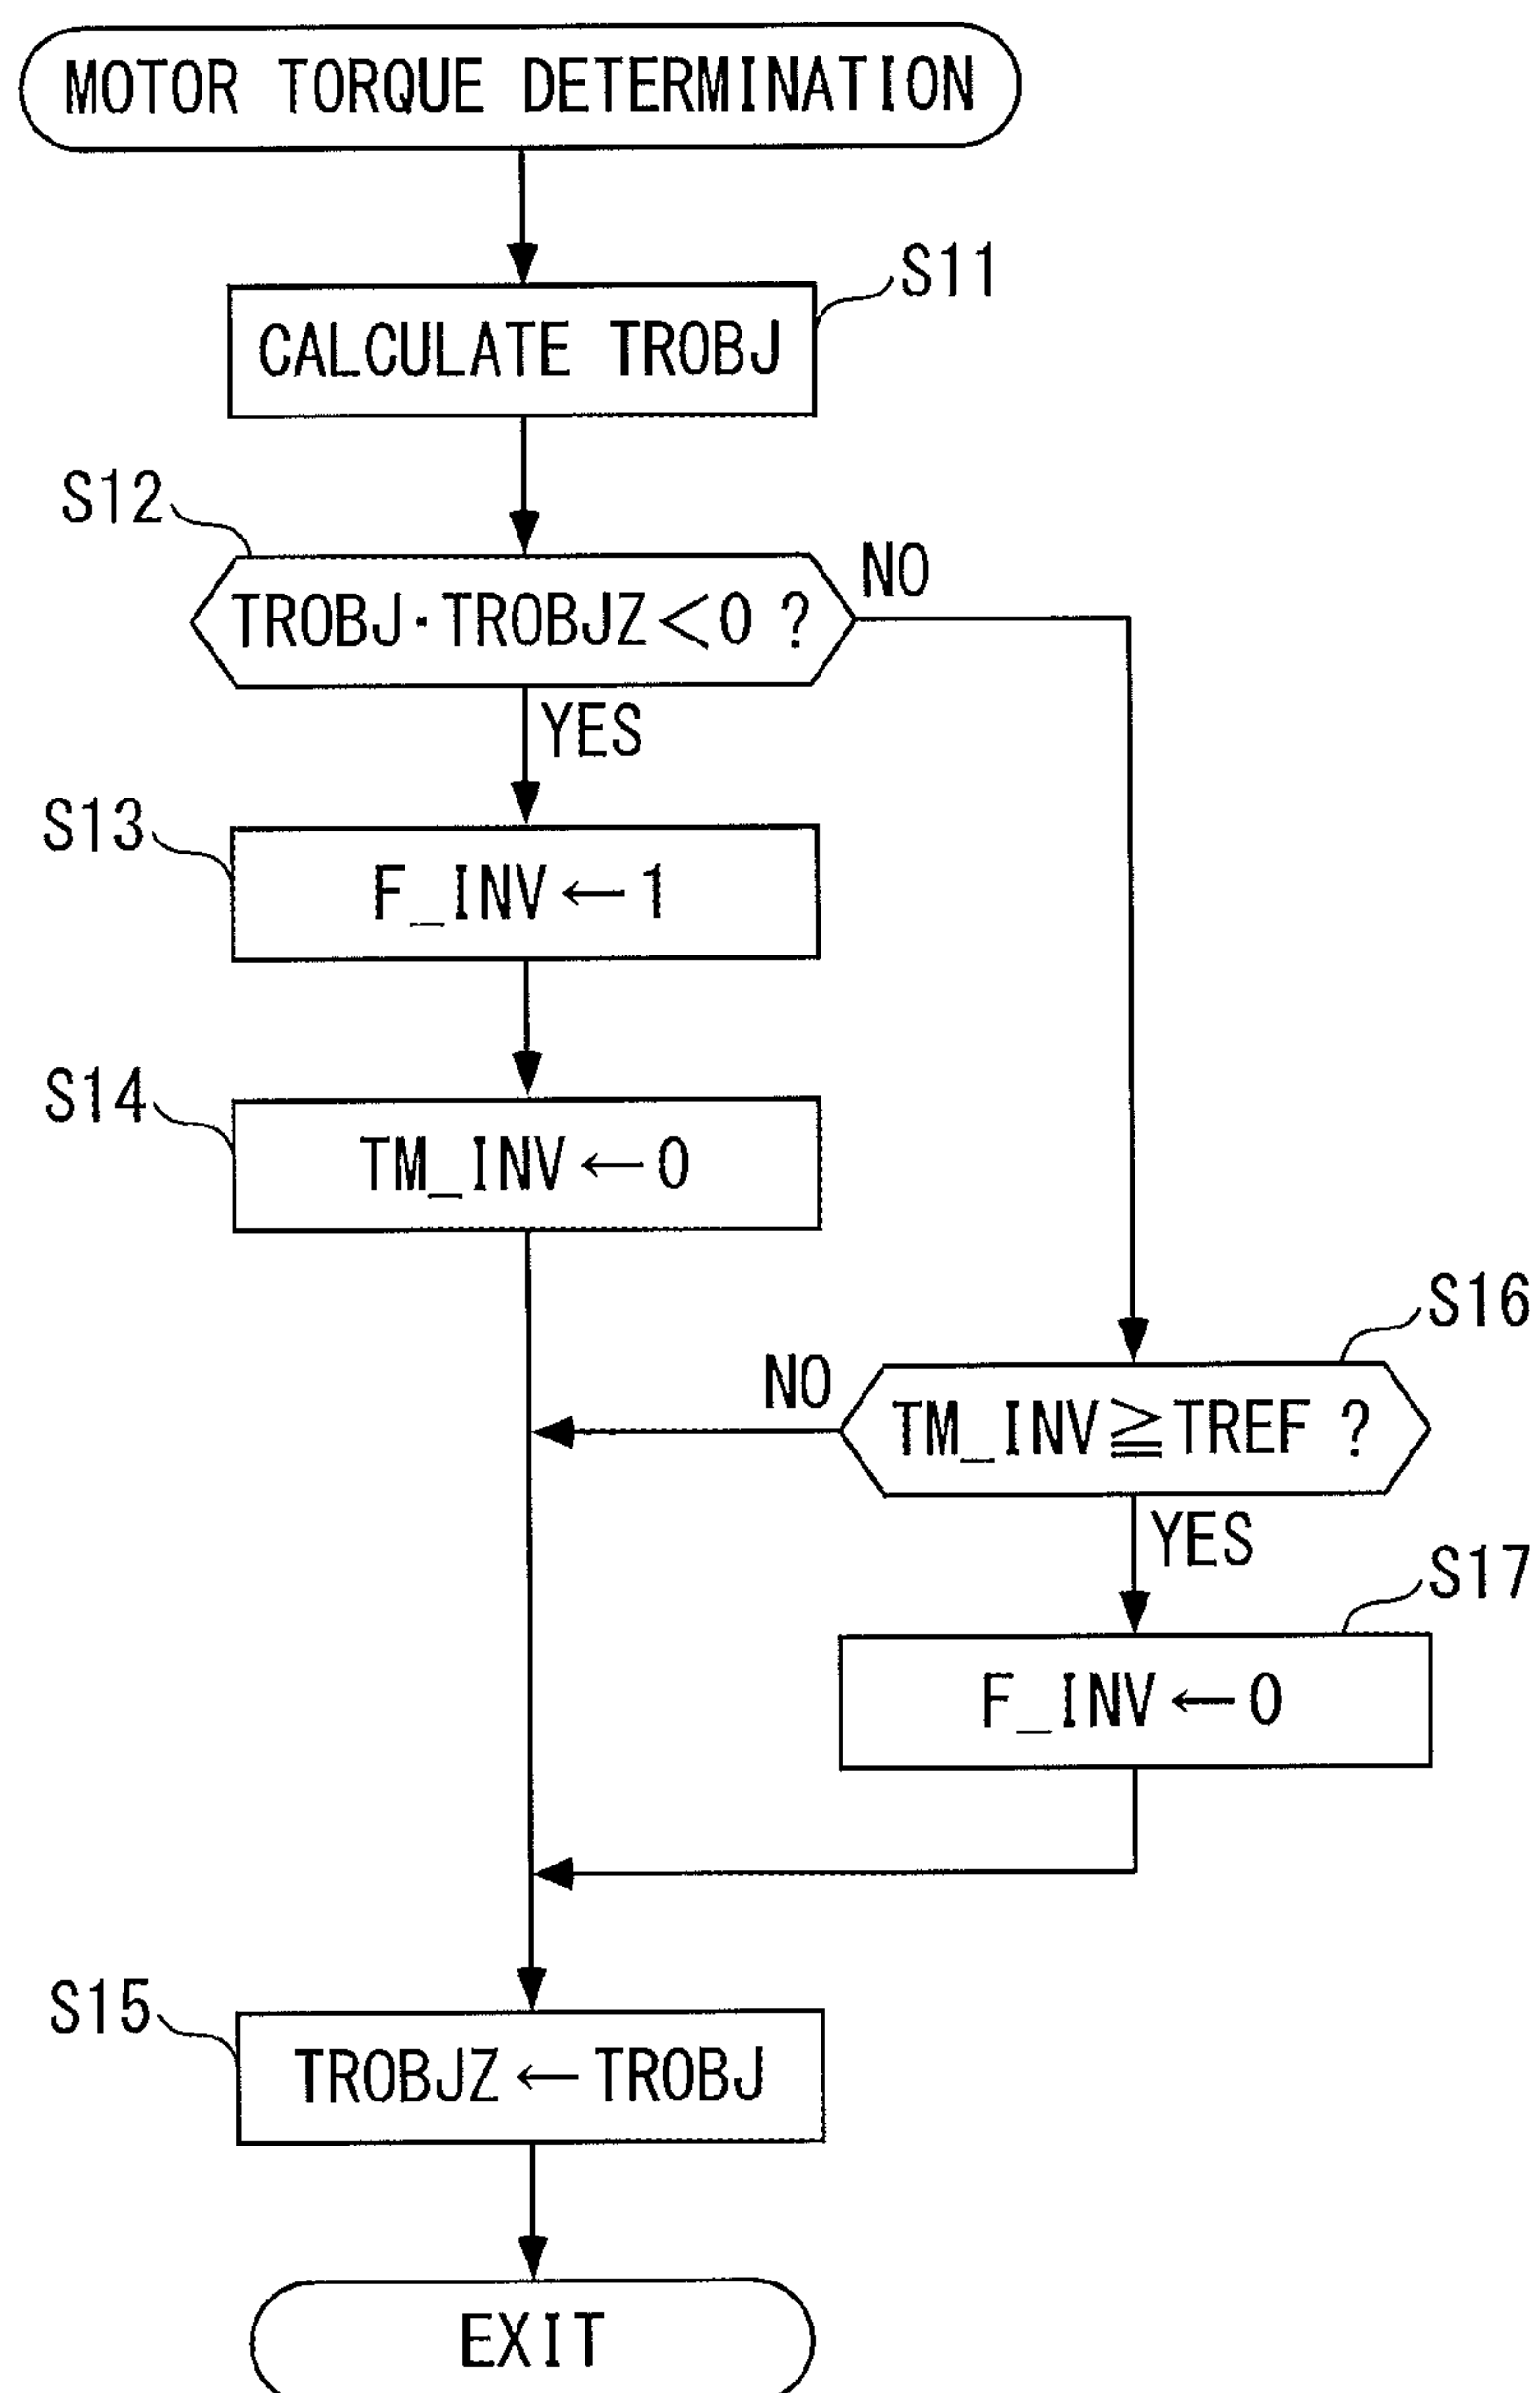 MOTOR TORQUE DETERMINATION
S11
CALCULATE TROBJ
S12
TROBJ·TROBJZ<0 ?
NO
YES
S13
F_INV←1
S14
TM_INV←0
S16
TM_INV≧TREF ?
NO
YES
S17
F_INV←0
S15
TROBJZ←TROBJ
EXIT